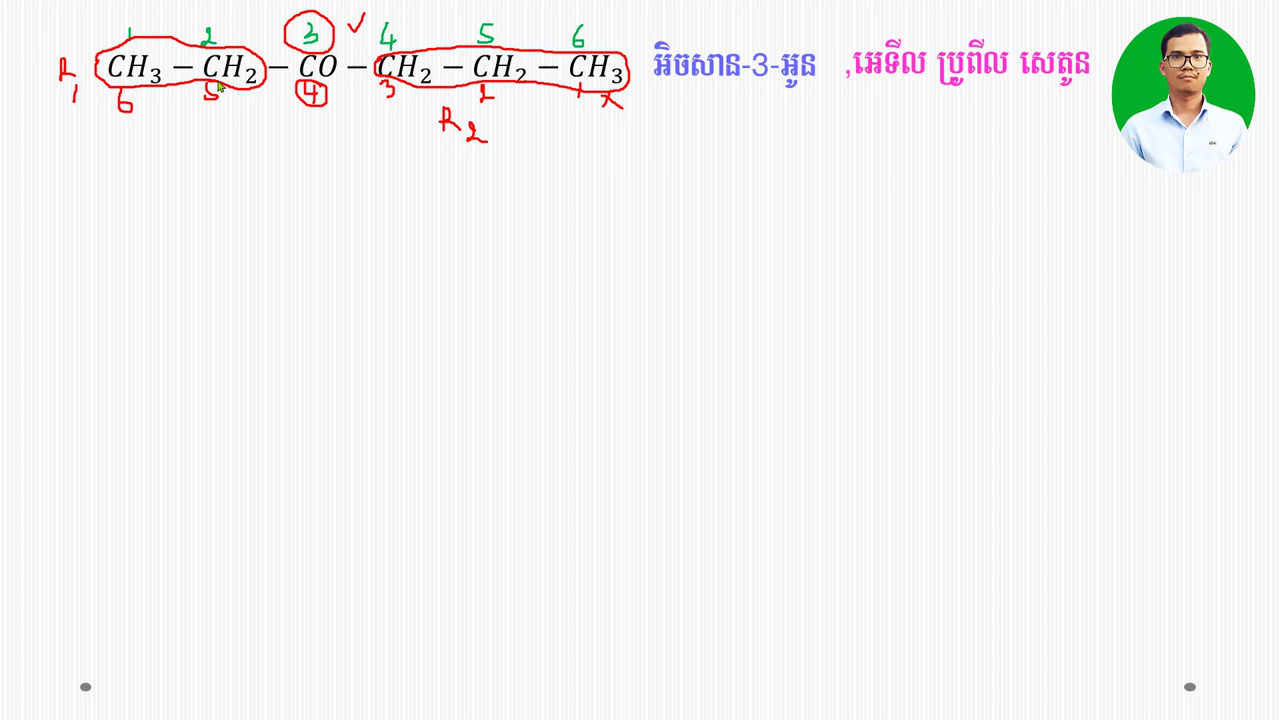 1 2 3 ✓ 4 5 6
R1 CH₃ − CH₂ − CO − CH₂ − CH₂ − CH₃ អិចសាន-3-អូន ,អេទីល ប្រូពីល សេតូន
6 5 4 3 2 1 x
R2